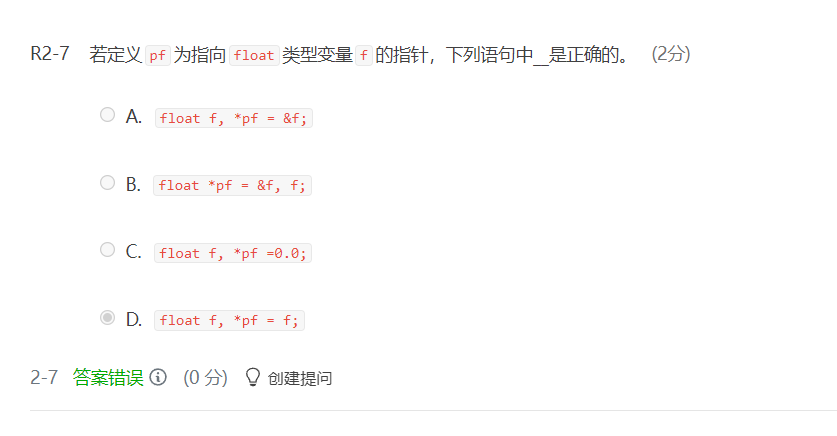 R2-7 若定义 pf 为指向 float 类型变量 f 的指针，下列语句中__是正确的。 (2分)
A. float f, *pf = &f;
B. float *pf = &f, f;
C. float f, *pf =0.0;
D. float f, *pf = f;
2-7 答案错误 (0 分) 创建提问